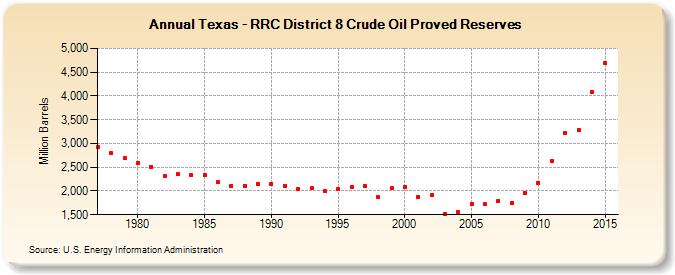 Annual Texas - RRC District 8 Crude Oil Proved Reserves
Million Barrels
5,000
4,500
4,000
3,500
3,000
2,500
2,000
1,500
1980 1985 1990 1995 2000 2005 2010 2015
Source: U.S. Energy Information Administration